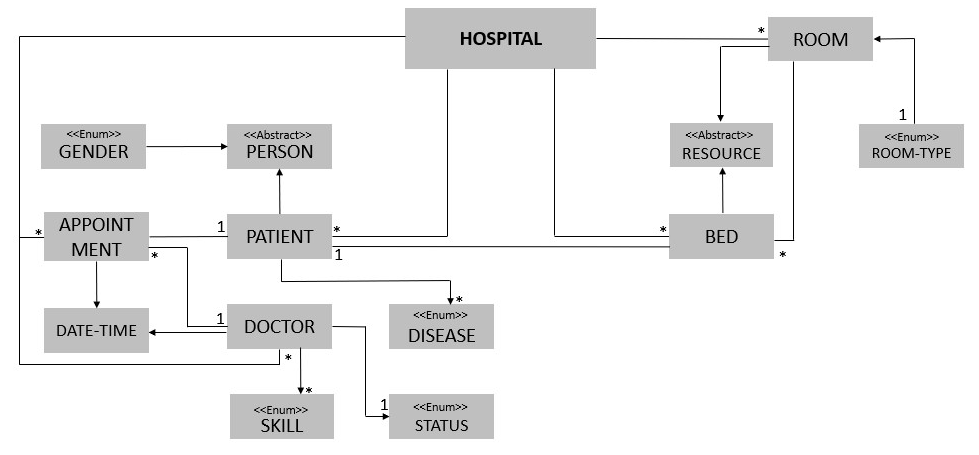 HOSPITAL
*
ROOM
1
<<Enum>>
GENDER
<<Abstract>>
PERSON
<<Abstract>>
RESOURCE
<<Enum>>
ROOM-TYPE
*
APPOINT
MENT
*
1
PATIENT
*
1
*
BED
*
DATE-TIME
1
DOCTOR
*
*
<<Enum>>
DISEASE
*
<<Enum>>
SKILL
1
<<Enum>>
STATUS